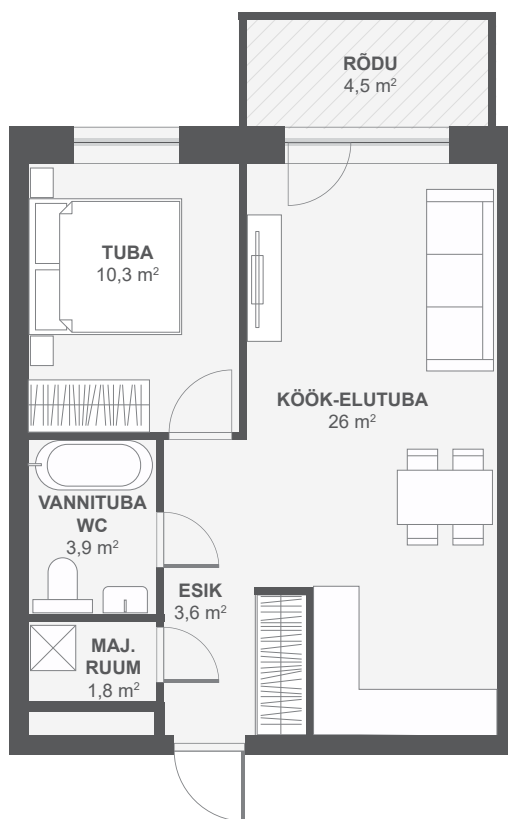 RÕDU
4,5 m²
TUBA
10,3 m²
KÖÖK-ELUTUBA
26 m²
VANNITUBA
WC
3,9 m²
ESIK
3,6 m²
MAJ.
RUUM
1,8 m²